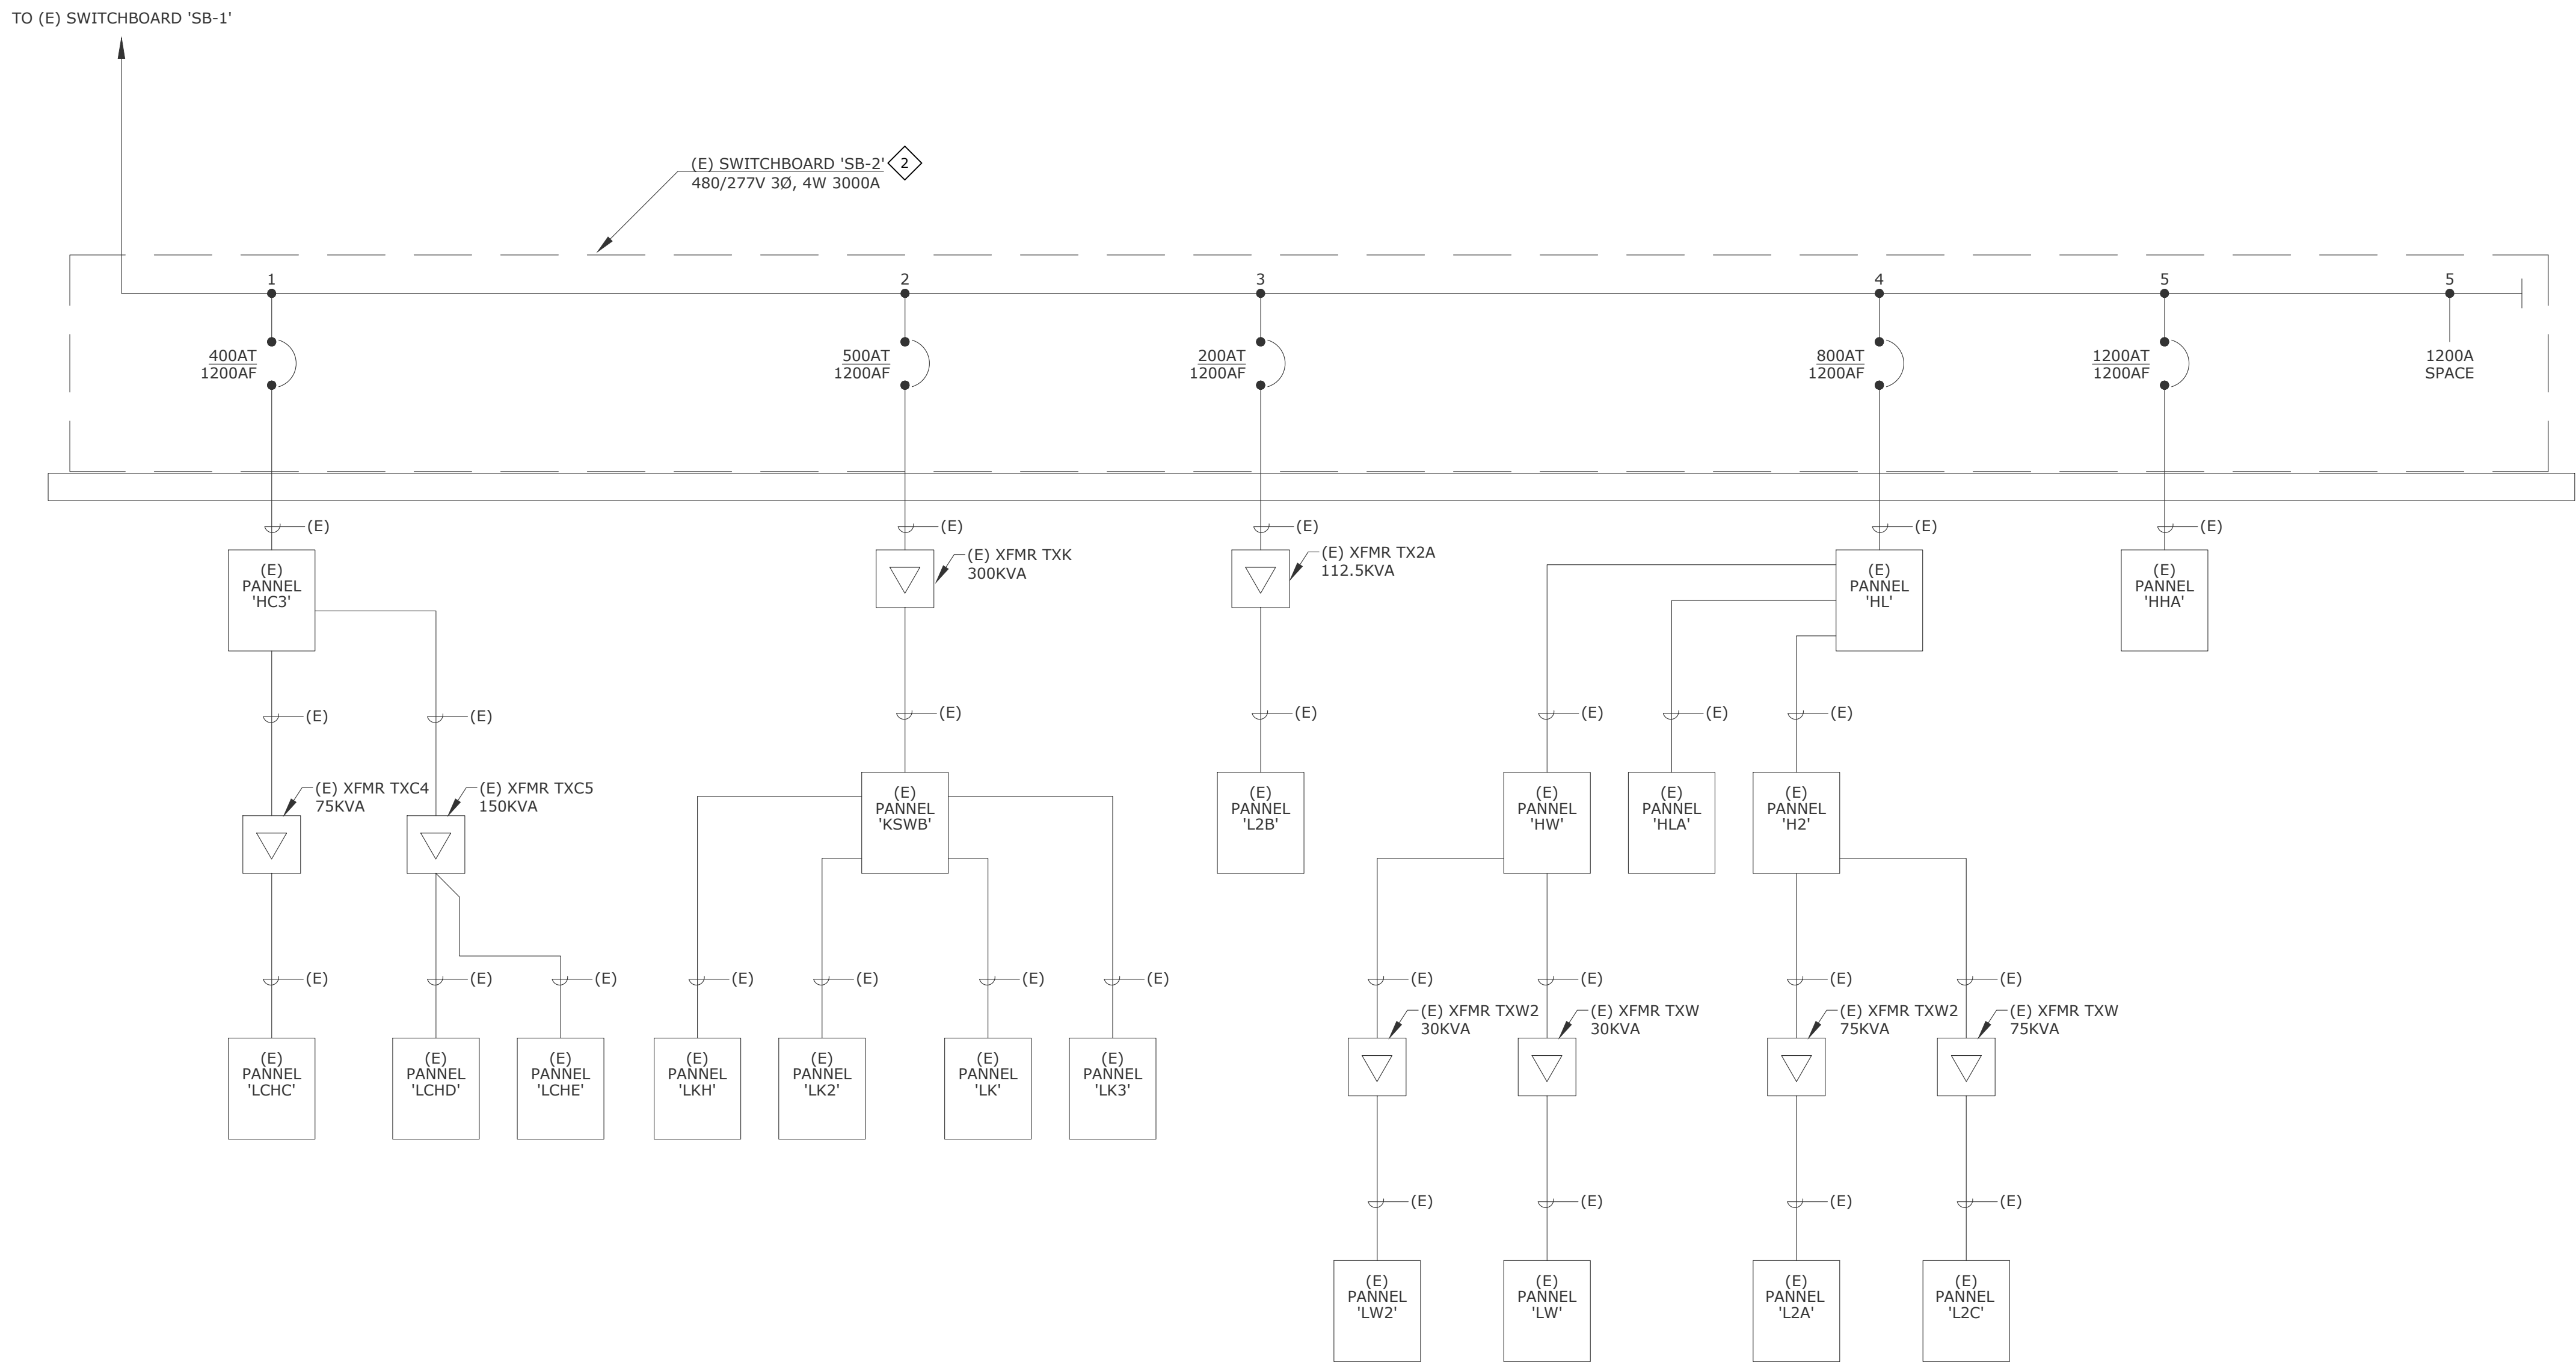 TO (E) SWITCHBOARD 'SB-1'
(E) SWITCHBOARD 'SB-2'
2
480/277V 3Ø, 4W 3000A
1
2
3
4
5
5
400AT
1200AF
500AT
1200AF
200AT
1200AF
800AT
1200AF
1200AT
1200AF
1200A
SPACE
(E)
(E)
(E)
(E)
(E)
(E)
PANNEL
'HC3'
(E) XFMR TXK
300KVA
(E) XFMR TX2A
112.5KVA
(E)
PANNEL
'HL'
(E)
PANNEL
'HHA'
(E)
(E)
(E)
(E)
(E)
(E)
(E)
(E) XFMR TXC4
75KVA
(E) XFMR TXC5
150KVA
(E)
PANNEL
'KSWB'
(E)
PANNEL
'L2B'
(E)
PANNEL
'HW'
(E)
PANNEL
'HLA'
(E)
PANNEL
'H2'
(E)
(E)
(E)
(E)
(E)
(E)
(E)
(E)
(E)
(E)
(E)
(E) XFMR TXW2
30KVA
(E) XFMR TXW
30KVA
(E) XFMR TXW2
75KVA
(E) XFMR TXW
75KVA
(E)
PANNEL
'LCHC'
(E)
PANNEL
'LCHD'
(E)
PANNEL
'LCHE'
(E)
PANNEL
'LKH'
(E)
PANNEL
'LK2'
(E)
PANNEL
'LK'
(E)
PANNEL
'LK3'
(E)
(E)
(E)
(E)
(E)
PANNEL
'LW2'
(E)
PANNEL
'LW'
(E)
PANNEL
'L2A'
(E)
PANNEL
'L2C'